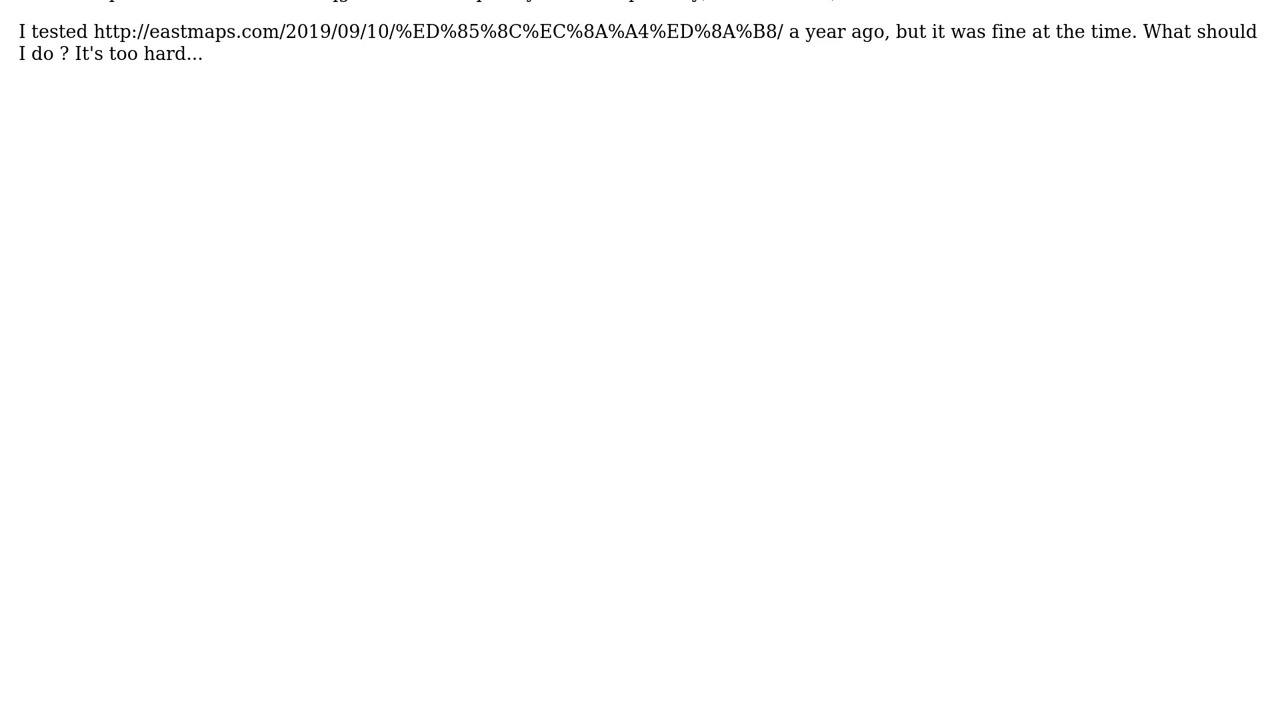 I tested http://eastmaps.com/2019/09/10/%ED%85%8C%EC%8A%A4%ED%8A%B8/ a year ago, but it was fine at the time. What should
I do ? It's too hard...